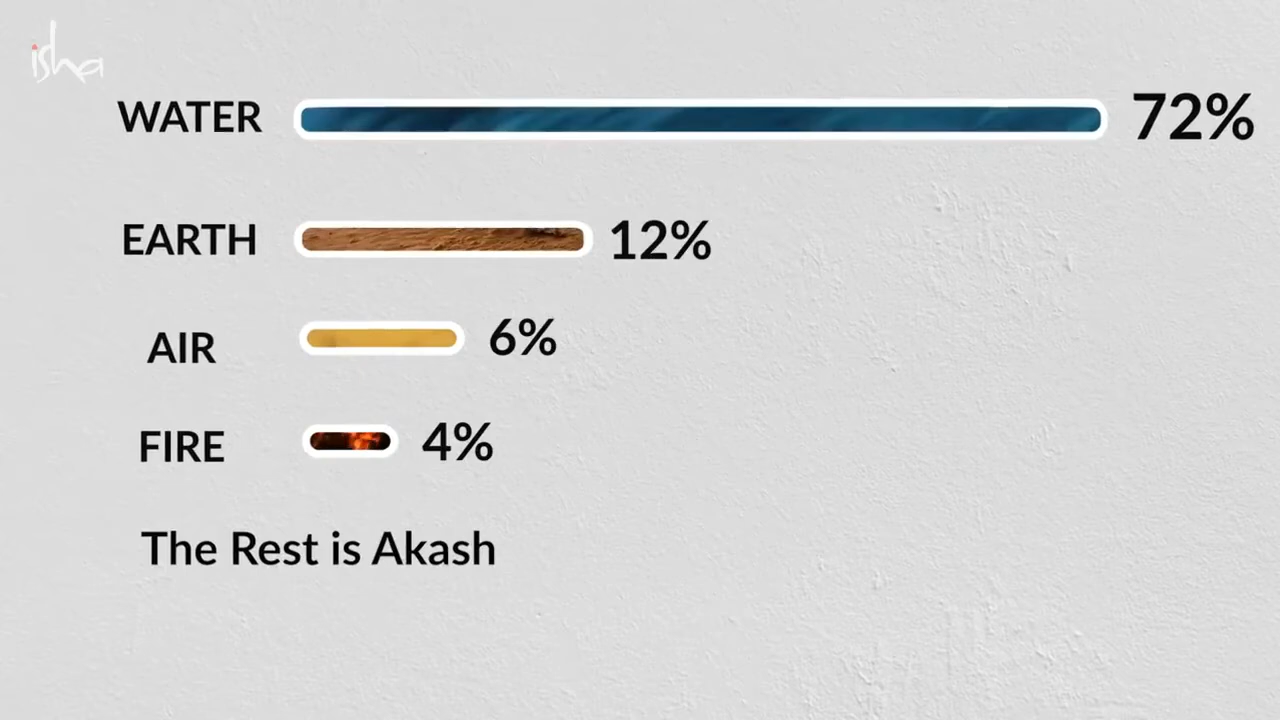 isha
WATER 72%
EARTH 12%
AIR 6%
FIRE 4%
The Rest is Akash